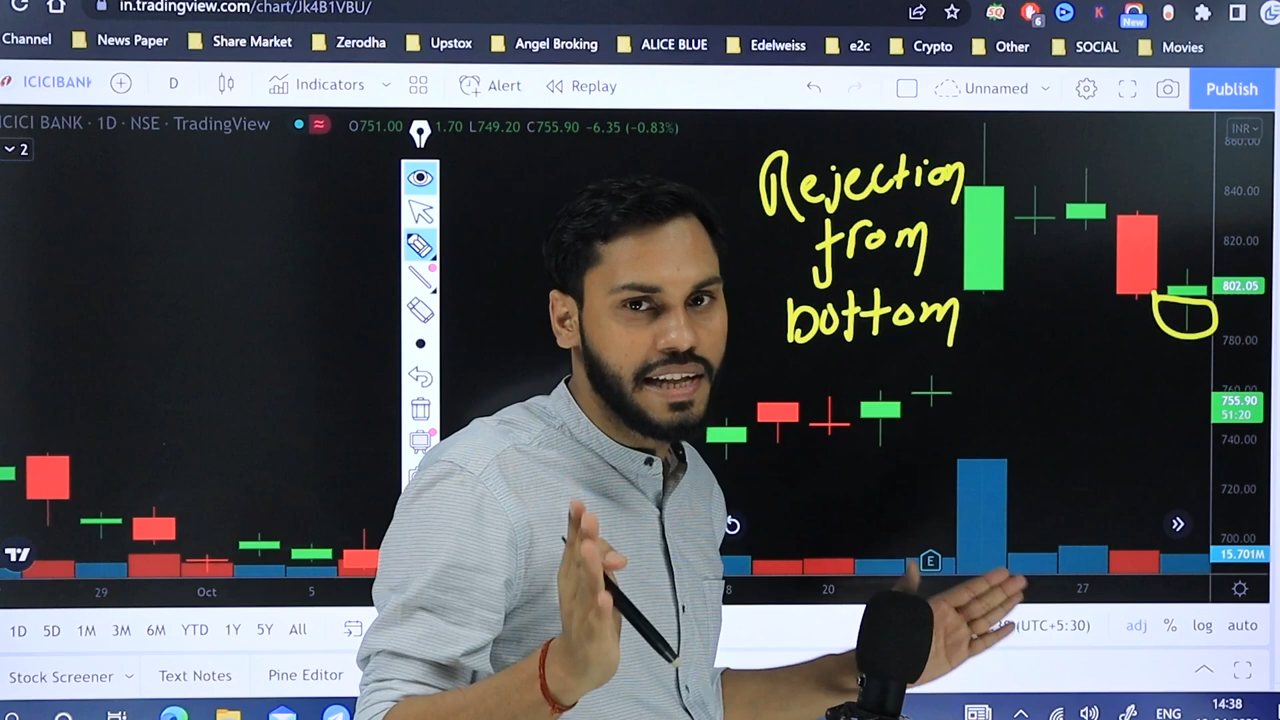 in.tradingview.com/chart/Jk4B1VBU/
6
New
Channel News Paper Share Market Zerodha Upstox Angel Broking ALICE BLUE Edelweiss e2c Crypto Other SOCIAL Movies
ICICIBANK D Indicators Alert Replay Unnamed Publish
ICICI BANK · 1D · NSE · TradingView O751.00 1.70 L749.20 C755.90 -6.35 (-0.83%)
INR
2
860.00
Rejection
from
bottom
840.00
820.00
802.05
780.00
760.00
755.90
51:20
740.00
720.00
700.00
E
15.701M
29 Oct 5 8 20 27
1D 5D 1M 3M 6M YTD 1Y 5Y All (UTC+5:30) adj % log auto
Stock Screener Text Notes Pine Editor
ENG 14:38